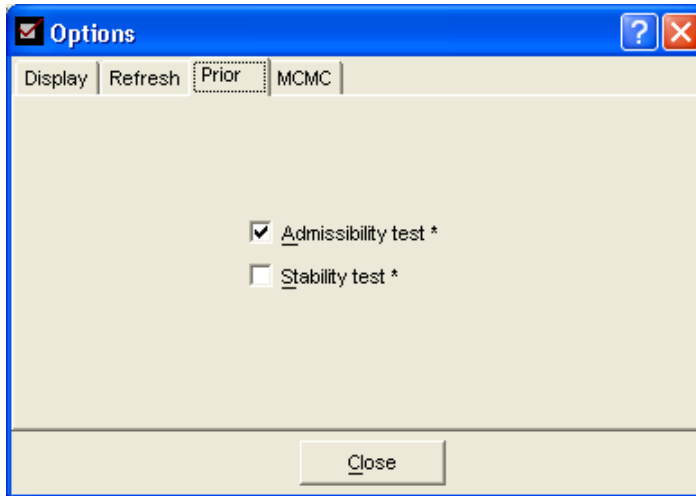 Options
Display Refresh Prior MCMC
Admissibility test *
Stability test *
Close